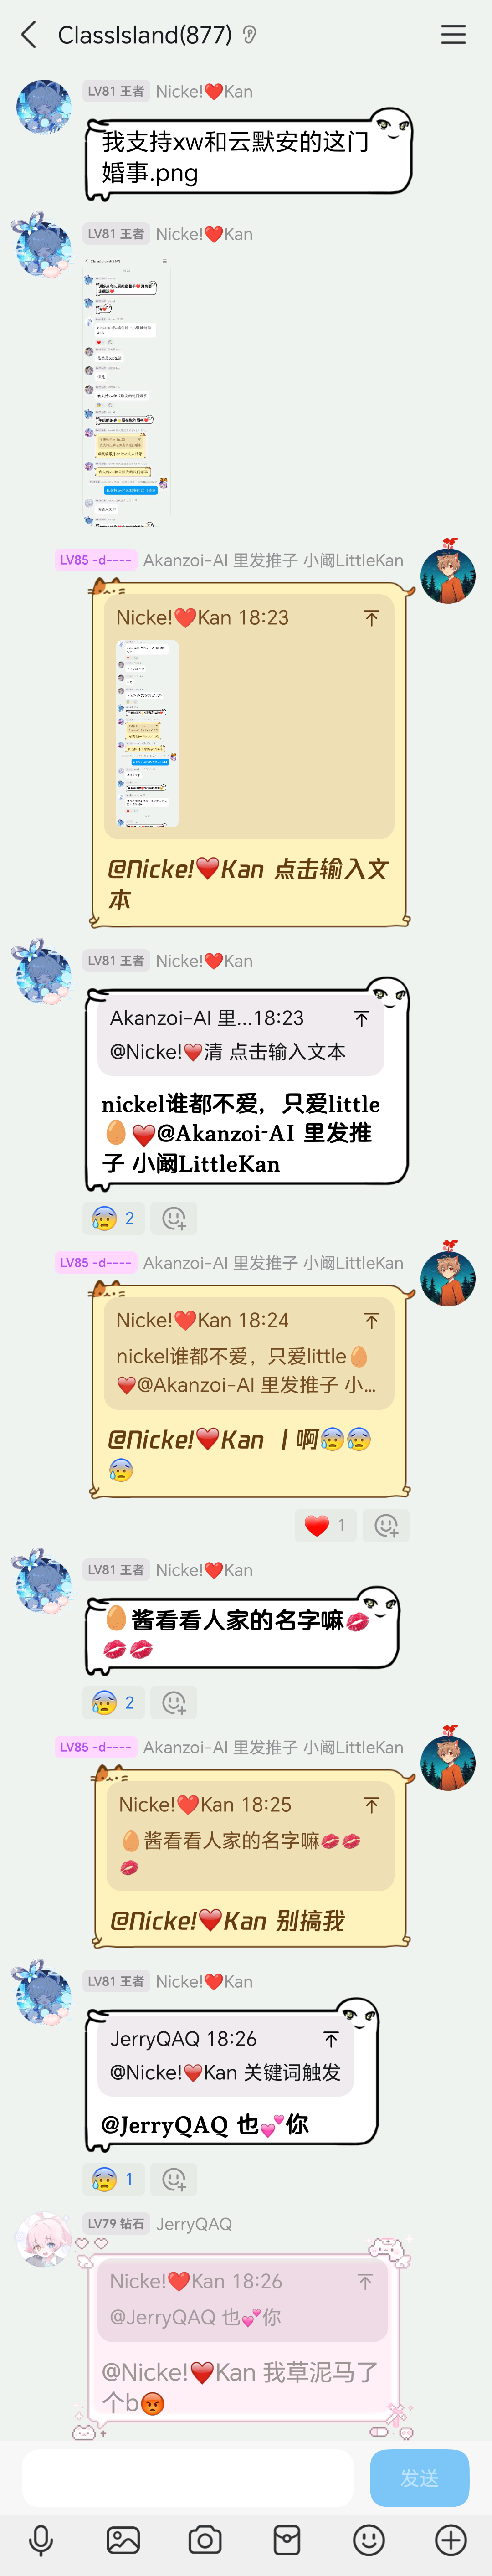 ClassIsland(877)
LV81 王者 Nicke!❤️Kan
我支持xw和云默安的这门
婚事.png
LV81 王者 Nicke!❤️Kan
LV85 -d---- Akanzoi-AI 里发推子 小阚LittleKan
Nicke!❤️Kan 18:23
@Nicke!❤️Kan 点击输入文
本
LV81 王者 Nicke!❤️Kan
Akanzoi-AI 里...18:23
@Nicke!❤️清 点击输入文本
nickel谁都不爱，只爱little
🥚❤️@Akanzoi-AI 里发推
子 小阚LittleKan
😰 2
LV85 -d---- Akanzoi-AI 里发推子 小阚LittleKan
Nicke!❤️Kan 18:24
nickel谁都不爱，只爱little🥚
❤️@Akanzoi-AI 里发推子 小...
@Nicke!❤️Kan 丨啊😰😰
😰
❤️ 1
LV81 王者 Nicke!❤️Kan
🥚酱看看人家的名字嘛💋
💋💋
😰 2
LV85 -d---- Akanzoi-AI 里发推子 小阚LittleKan
Nicke!❤️Kan 18:25
🥚酱看看人家的名字嘛💋💋
💋
@Nicke!❤️Kan 别搞我
LV81 王者 Nicke!❤️Kan
JerryQAQ 18:26
@Nicke!❤️Kan 关键词触发
@JerryQAQ 也💕你
😰 1
LV79 钻石 JerryQAQ
Nicke!❤️Kan 18:26
@JerryQAQ 也💕你
@Nicke!❤️Kan 我草泥马了
个b😡
发送